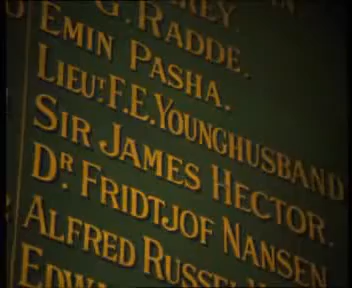 G. RADDE.
EMIN PASHA.
LIEUT. F. E. YOUNGHUSBAND
SIR JAMES HECTOR.
DR FRIDTJOF NANSEN
ALFRED RUSSEL